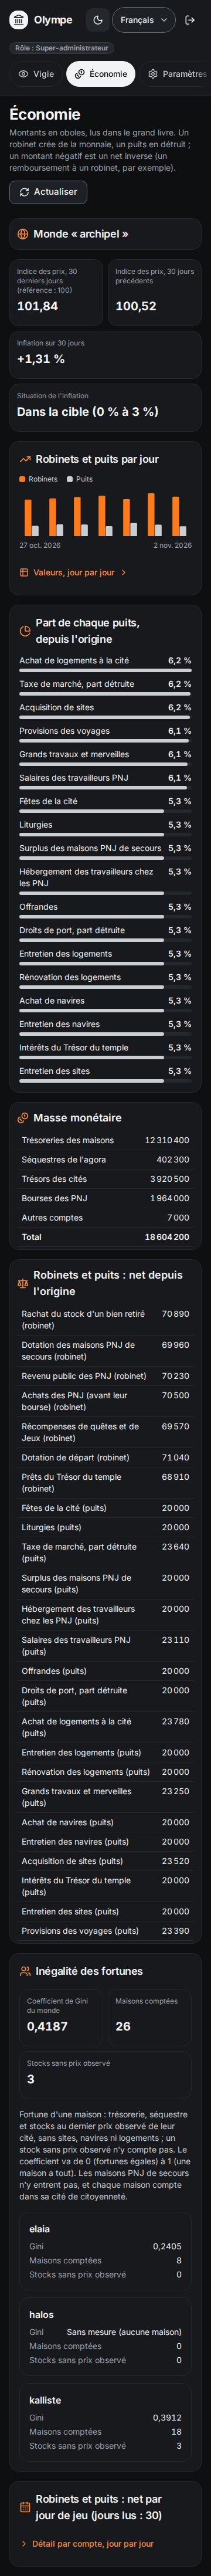 Olympe
Français
Rôle : Super-administrateur
Vigie
Économie
Paramètres
Économie
Montants en oboles, lus dans le grand livre. Un
robinet crée de la monnaie, un puits en détruit ;
un montant négatif est un net inverse (un
remboursement à un robinet, par exemple).
Actualiser
Monde « archipel »
Indice des prix, 30
derniers jours
(référence : 100)
101,84
Indice des prix, 30 jours
précédents
100,52
Inflation sur 30 jours
+1,31 %
Situation de l'inflation
Dans la cible (0 % à 3 %)
Robinets et puits par jour
Robinets
Puits
27 oct. 2026
2 nov. 2026
Valeurs, jour par jour
Part de chaque puits,
depuis l'origine
Achat de logements à la cité 6,2 %
Taxe de marché, part détruite 6,2 %
Acquisition de sites 6,2 %
Provisions des voyages 6,1 %
Grands travaux et merveilles 6,1 %
Salaires des travailleurs PNJ 6,1 %
Fêtes de la cité 5,3 %
Liturgies 5,3 %
Surplus des maisons PNJ de secours 5,3 %
Hébergement des travailleurs chez 5,3 %
les PNJ
Offrandes 5,3 %
Droits de port, part détruite 5,3 %
Entretien des logements 5,3 %
Rénovation des logements 5,3 %
Achat de navires 5,3 %
Entretien des navires 5,3 %
Intérêts du Trésor du temple 5,3 %
Entretien des sites 5,3 %
Masse monétaire
Trésoreries des maisons 12 310 400
Séquestres de l'agora 402 300
Trésors des cités 3 920 500
Bourses des PNJ 1 964 000
Autres comptes 7 000
Total 18 604 200
Robinets et puits : net depuis
l'origine
Rachat du stock d'un bien retiré 70 890
(robinet)
Dotation des maisons PNJ de 69 960
secours (robinet)
Revenu public des PNJ (robinet) 70 230
Achats des PNJ (avant leur 70 500
bourse) (robinet)
Récompenses de quêtes et de 69 570
Jeux (robinet)
Dotation de départ (robinet) 71 040
Prêts du Trésor du temple 68 910
(robinet)
Fêtes de la cité (puits) 20 000
Liturgies (puits) 20 000
Taxe de marché, part détruite 23 640
(puits)
Surplus des maisons PNJ de 20 000
secours (puits)
Hébergement des travailleurs 20 000
chez les PNJ (puits)
Salaires des travailleurs PNJ 23 110
(puits)
Offrandes (puits) 20 000
Droits de port, part détruite 20 000
(puits)
Achat de logements à la cité 23 780
(puits)
Entretien des logements (puits) 20 000
Rénovation des logements (puits) 20 000
Grands travaux et merveilles 23 250
(puits)
Achat de navires (puits) 20 000
Entretien des navires (puits) 20 000
Acquisition de sites (puits) 23 520
Intérêts du Trésor du temple 20 000
(puits)
Entretien des sites (puits) 20 000
Provisions des voyages (puits) 23 390
Inégalité des fortunes
Coefficient de Gini
du monde
0,4187
Maisons comptées
26
Stocks sans prix observé
3
Fortune d'une maison : trésorerie, séquestre
et stocks au dernier prix observé de leur
cité, sans sites, navires ni logements ; un
stock sans prix observé n'y compte pas. Le
coefficient va de 0 (fortunes égales) à 1 (une
maison a tout). Les maisons PNJ de secours
n'y entrent pas, et chaque maison compte
dans sa cité de citoyenneté.
elaia
Gini 0,2405
Maisons comptées 8
Stocks sans prix observé 0
halos
Gini Sans mesure (aucune maison)
Maisons comptées 0
Stocks sans prix observé 0
kalliste
Gini 0,3912
Maisons comptées 18
Stocks sans prix observé 3
Robinets et puits : net par
jour de jeu (jours lus : 30)
Détail par compte, jour par jour